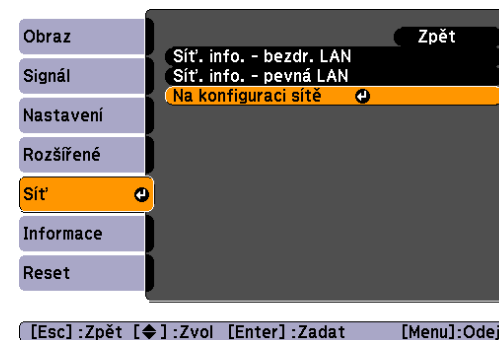 Obraz
Signál
Nastavení
Rozšířené
Síť
Informace
Reset
Zpět
Síť. info. - bezdr. LAN
Síť. info. - pevná LAN
Na konfiguraci sítě
[Esc] :Zpět [ ] :Zvol [Enter] :Zadat [Menu]:Odej